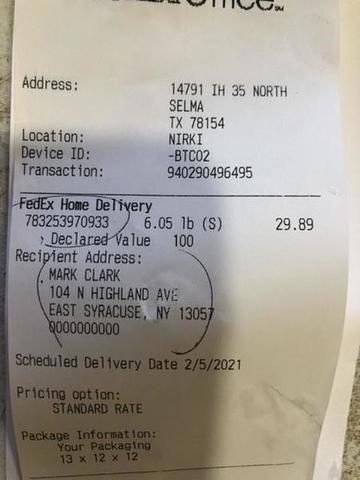 Office
Address: 14791 IH 35 NORTH
SELMA
TX 78154
Location: NIRKI
Device ID: -BTC02
Transaction: 940290496495
FedEx Home Delivery
783253970933 6.05 lb (S) 29.89
Declared Value 100
Recipient Address:
MARK CLARK
104 N HIGHLAND AVE
EAST SYRACUSE, NY 13057
0000000000
Scheduled Delivery Date 2/5/2021
Pricing option:
STANDARD RATE
Package Information:
Your Packaging
13 x 12 x 12